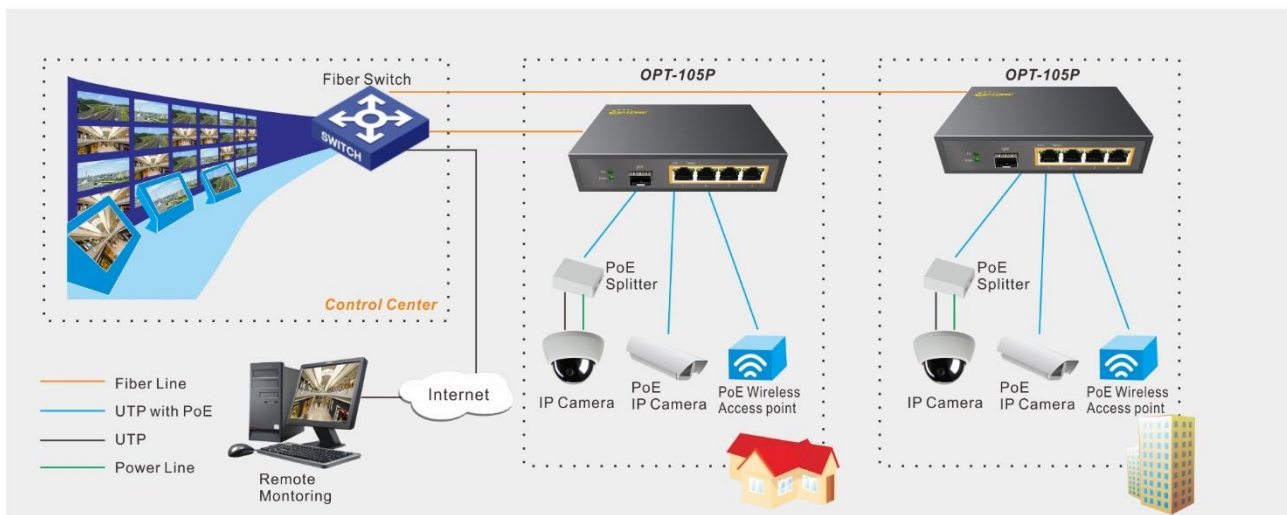 Fiber Switch
SWITCH
Control Center
OPT-105P
PoE
Splitter
IP Camera
PoE
IP Camera
PoE Wireless
Access point
OPT-105P
PoE
Splitter
IP Camera
PoE
IP Camera
PoE Wireless
Access point
Fiber Line
UTP with PoE
UTP
Power Line
Internet
Remote
Montoring